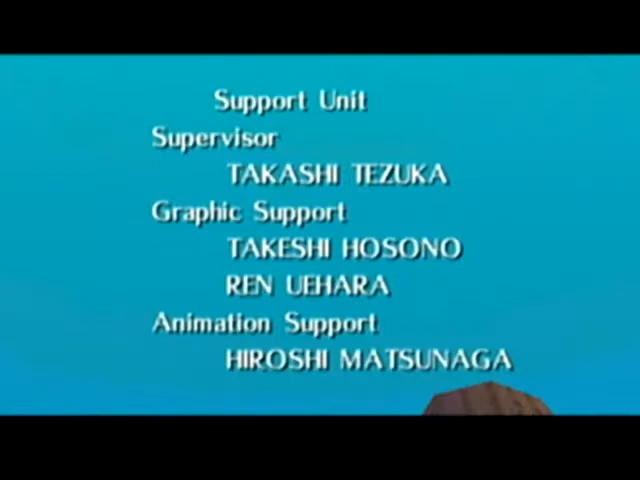 Support Unit
Supervisor
TAKASHI TEZUKA
Graphic Support
TAKESHI HOSONO
REN UEHARA
Animation Support
HIROSHI MATSUNAGA